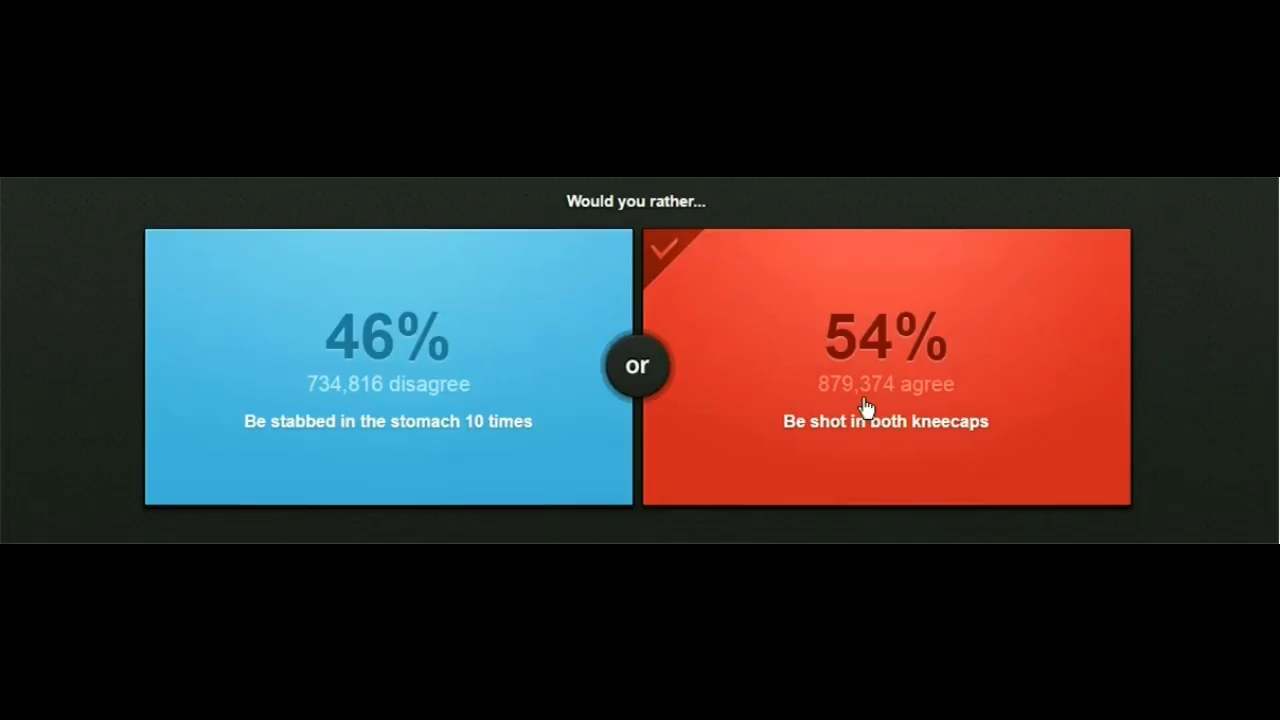 Would you rather...
46%
734,816 disagree
Be stabbed in the stomach 10 times
or
54%
879,374 agree
Be shot in both kneecaps